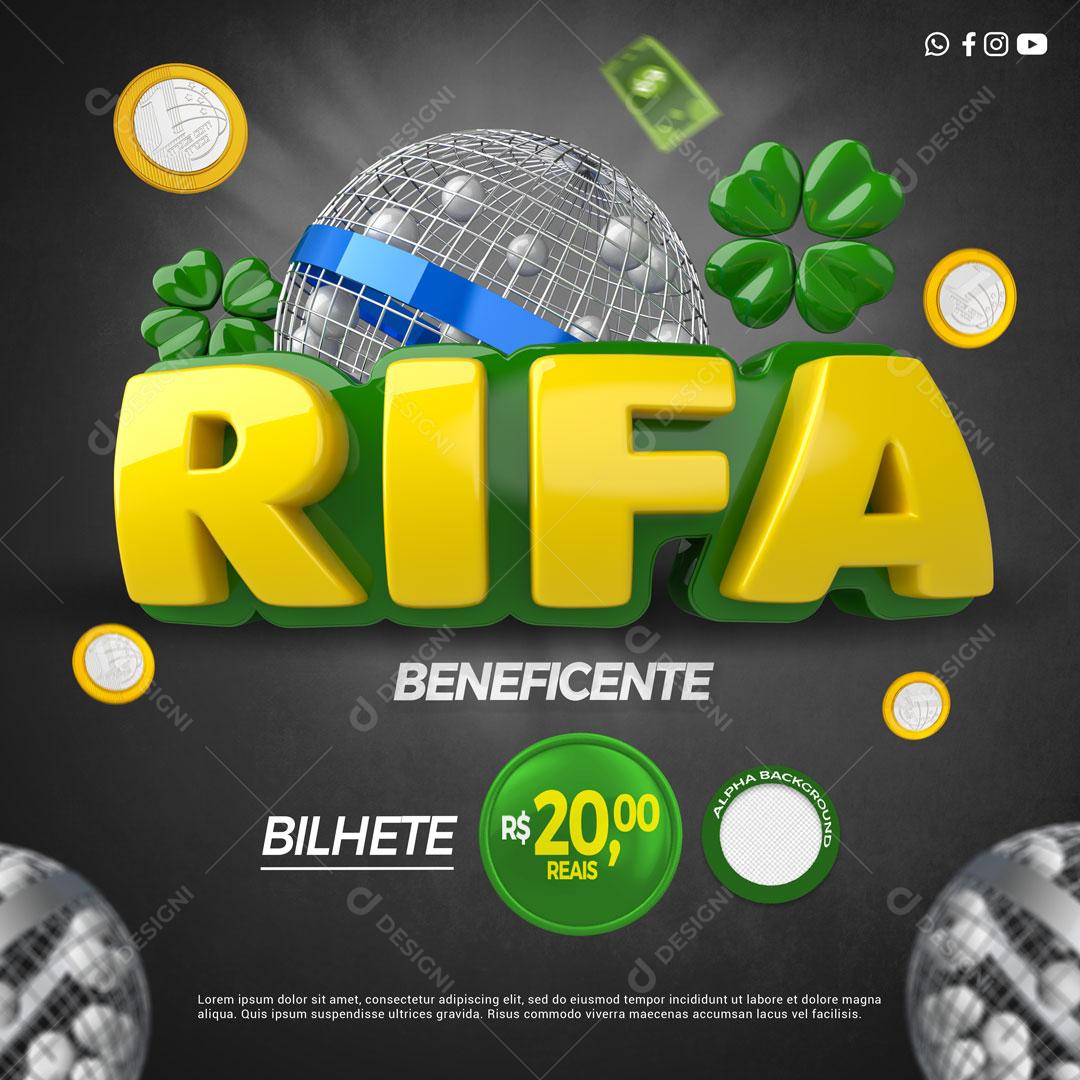 RIFA
BENEFICENTE
BILHETE
R$ 20,00
REAIS
ALPHA BACKGROUND
Lorem ipsum dolor sit amet, consectetur adipiscing elit, sed do eiusmod tempor incididunt ut labore et dolore magna
aliqua. Quis ipsum suspendisse ultrices gravida. Risus commodo viverra maecenas accumsan lacus vel facilisis.
DESIGNI